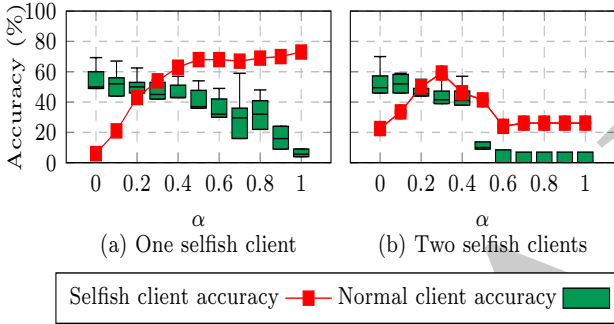 Accuracy (%)
100
80
60
40
20
0
0 0.2 0.4 0.6 0.8 1
0 0.2 0.4 0.6 0.8 1
α
α
(a) One selfish client
(b) Two selfish clients
Selfish client accuracy Normal client accuracy